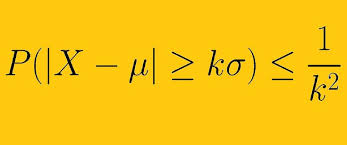 P(|X − μ| ≥ kσ) ≤ 1/k²